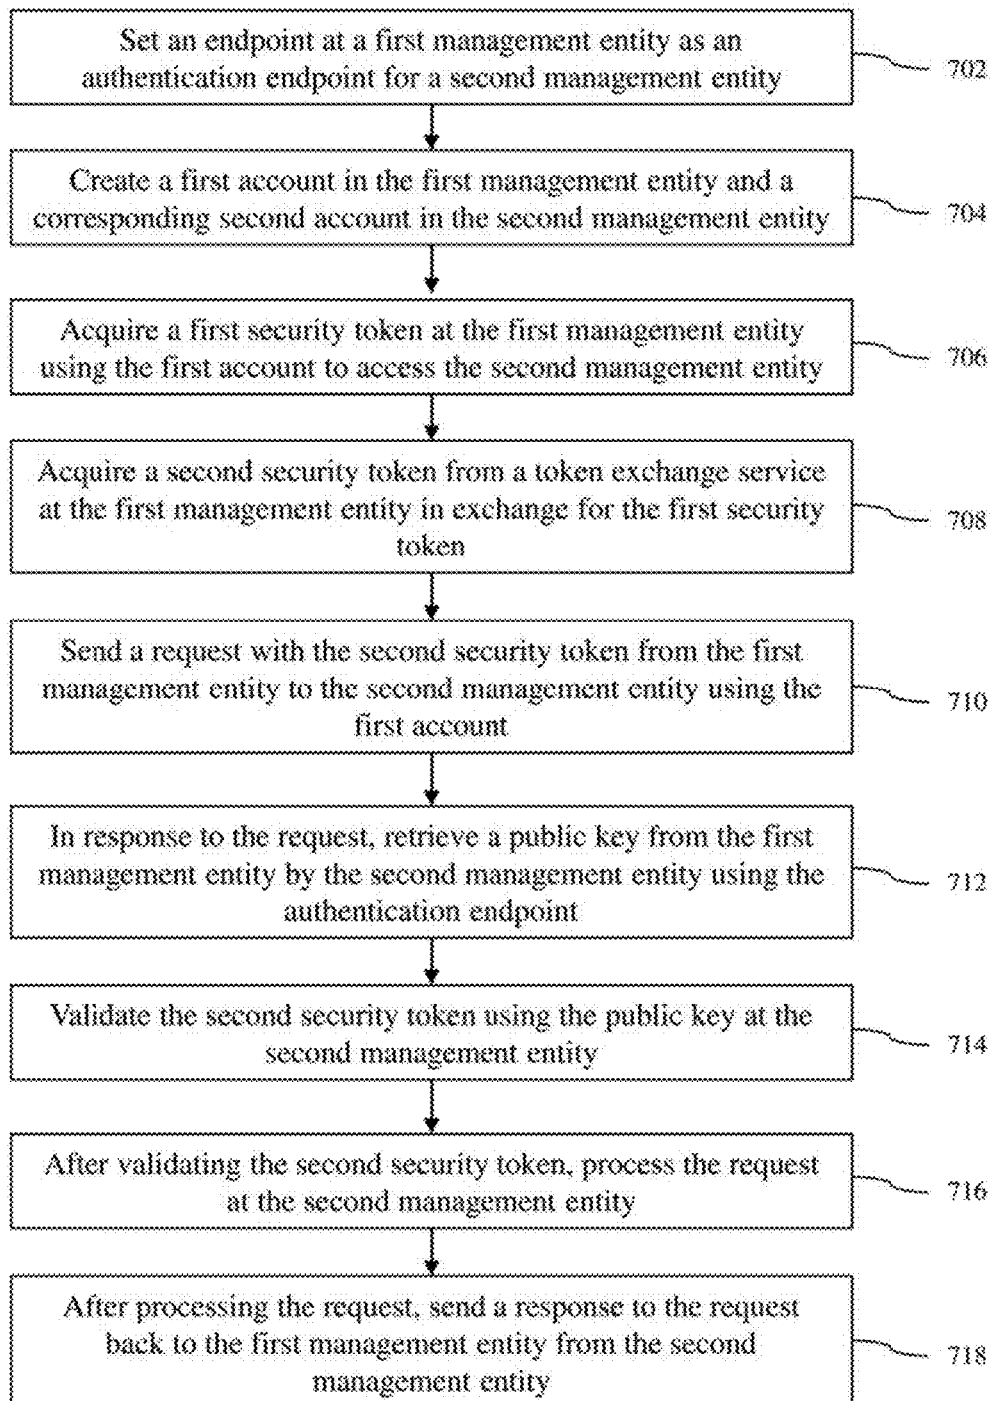 Set an endpoint at a first management entity as an
authentication endpoint for a second management entity
702
Create a first account in the first management entity and a
corresponding second account in the second management entity
704
Acquire a first security token at the first management entity
using the first account to access the second management entity
706
Acquire a second security token from a token exchange service
at the first management entity in exchange for the first security
token
708
Send a request with the second security token from the first
management entity to the second management entity using the
first account
710
In response to the request, retrieve a public key from the first
management entity by the second management entity using the
authentication endpoint
712
Validate the second security token using the public key at the
second management entity
714
After validating the second security token, process the request
at the second management entity
716
After processing the request, send a response to the request
back to the first management entity from the second
management entity
718